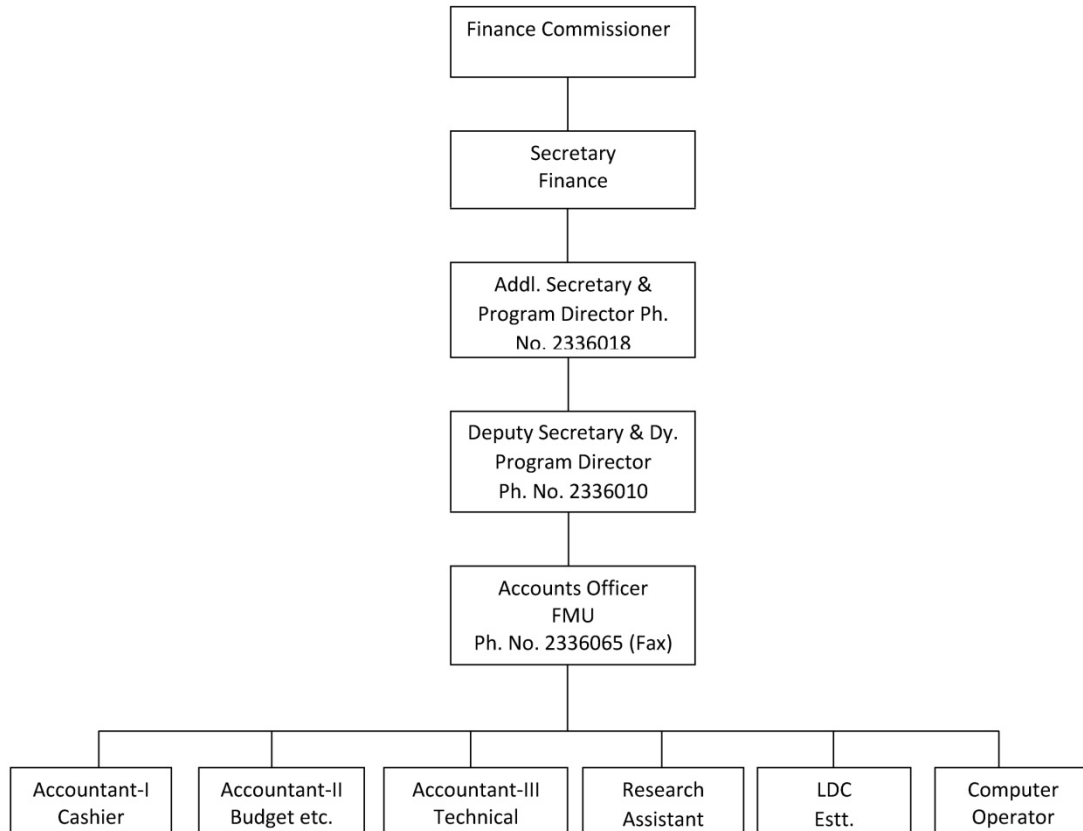 Finance Commissioner
Secretary
Finance
Addl. Secretary &
Program Director Ph.
No. 2336018
Deputy Secretary & Dy.
Program Director
Ph. No. 2336010
Accounts Officer
FMU
Ph. No. 2336065 (Fax)
Accountant-I
Cashier
Accountant-II
Budget etc.
Accountant-III
Technical
Research
Assistant
LDC
Estt.
Computer
Operator